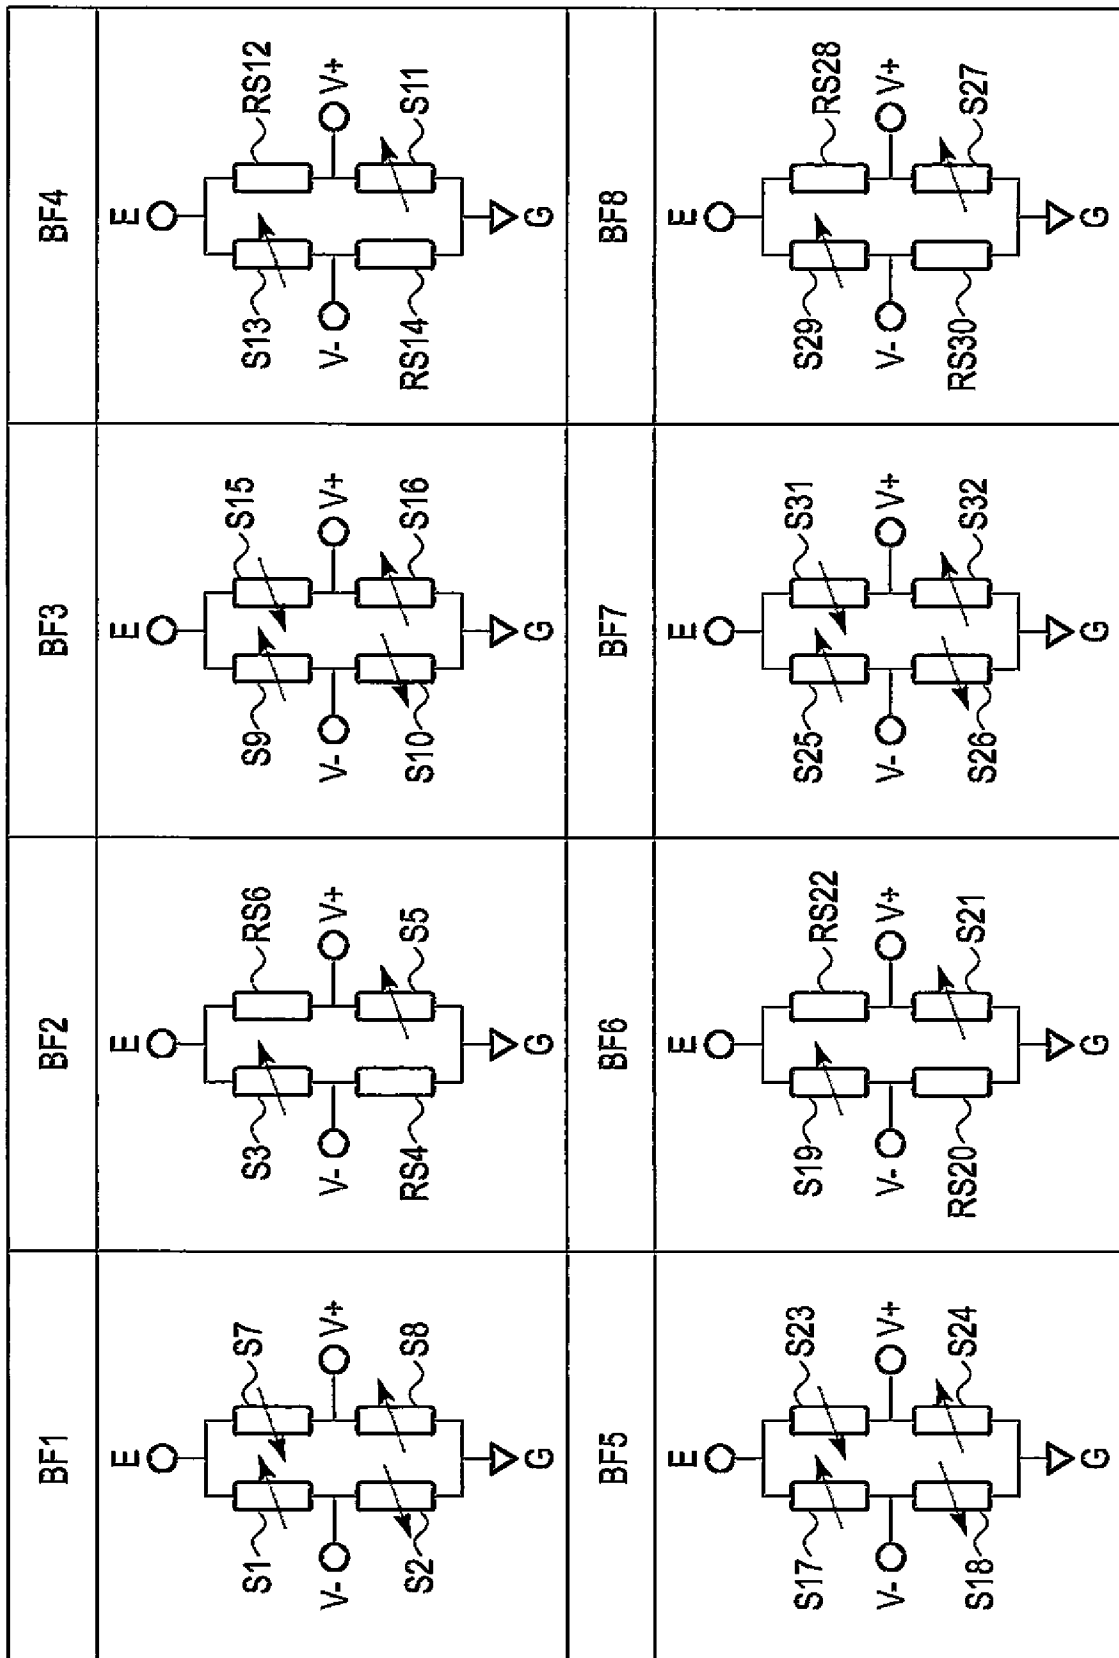 BF1 BF2 BF3 BF4
E E E E
S1 S7 S3 RS6 S9 S15 S13 RS12
V- V+ V- V+ V- V+ V- V+
S2 S8 RS4 S5 S10 S16 RS14 S11
G G G G
BF5 BF6 BF7 BF8
E E E E
S17 S23 S19 RS22 S25 S31 S29 RS28
V- V+ V- V+ V- V+ V- V+
S18 S24 RS20 S21 S26 S32 RS30 S27
G G G G